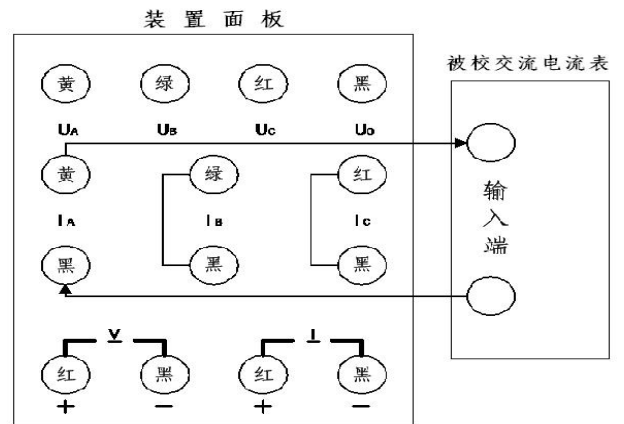 装置面板
被校交流电流表
黄 绿 红 黑
UA UB UC UO
黄 绿 红
IA IB IC
黑 黑 黑
输入端
V I
红 黑 红 黑
+ − + −